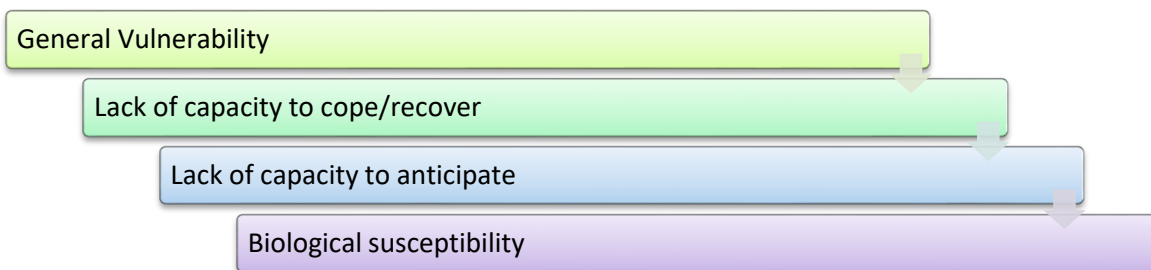 General Vulnerability
Lack of capacity to cope/recover
Lack of capacity to anticipate
Biological susceptibility